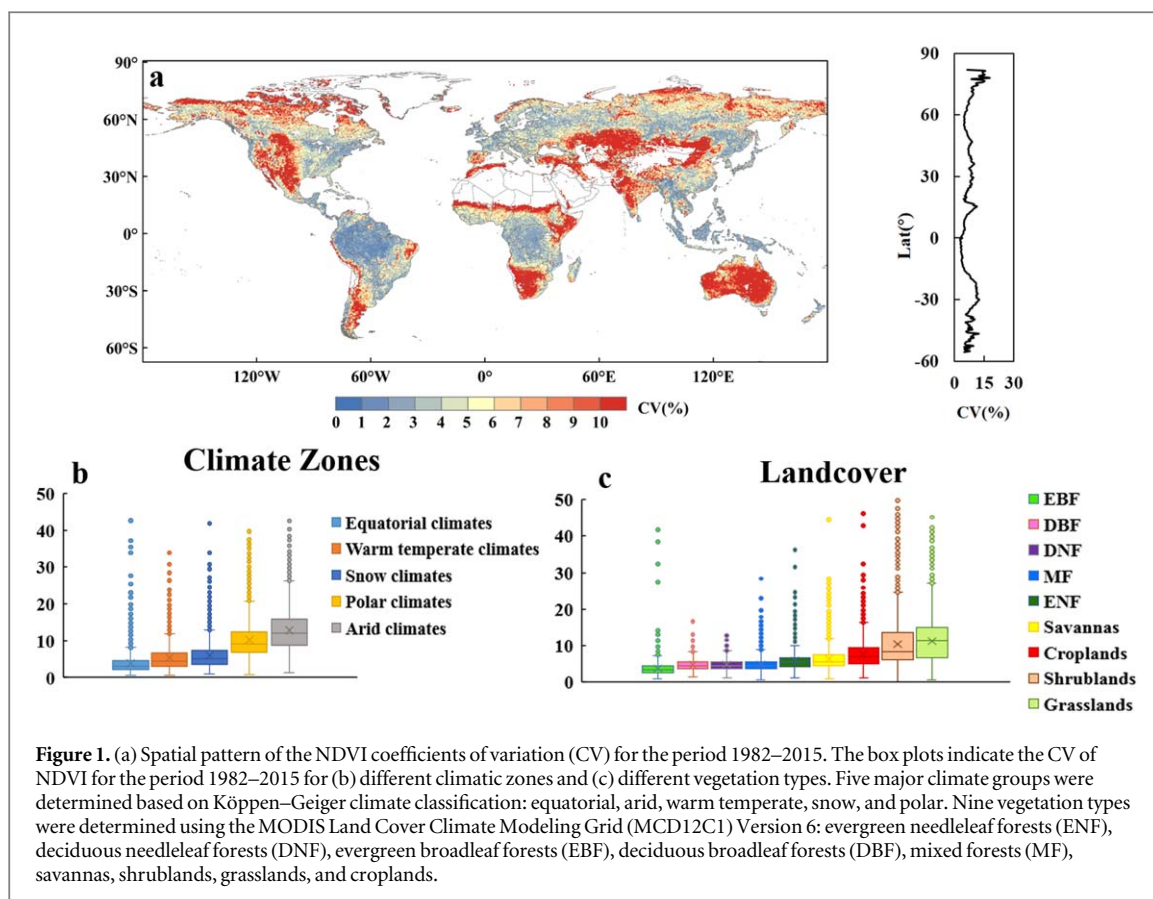 a
90°
60°N
30°N
0°
30°S
60°S
120°W
60°W
0°
60°E
120°E
0 1 2 3 4 5 6 7 8 9 10 CV(%)
90
60
30
0
-30
-60
Lat(°)
0 15 30
CV(%)
b
Climate Zones
50
40
30
20
10
0
Equatorial climates
Warm temperate climates
Snow climates
Polar climates
Arid climates
c
Landcover
50
40
30
20
10
0
EBF
DBF
DNF
MF
ENF
Savannas
Croplands
Shrublands
Grasslands
Figure 1. (a) Spatial pattern of the NDVI coefficients of variation (CV) for the period 1982–2015. The box plots indicate the CV of
NDVI for the period 1982–2015 for (b) different climatic zones and (c) different vegetation types. Five major climate groups were
determined based on Köppen–Geiger climate classification: equatorial, arid, warm temperate, snow, and polar. Nine vegetation types
were determined using the MODIS Land Cover Climate Modeling Grid (MCD12C1) Version 6: evergreen needleleaf forests (ENF),
deciduous needleleaf forests (DNF), evergreen broadleaf forests (EBF), deciduous broadleaf forests (DBF), mixed forests (MF),
savannas, shrublands, grasslands, and croplands.